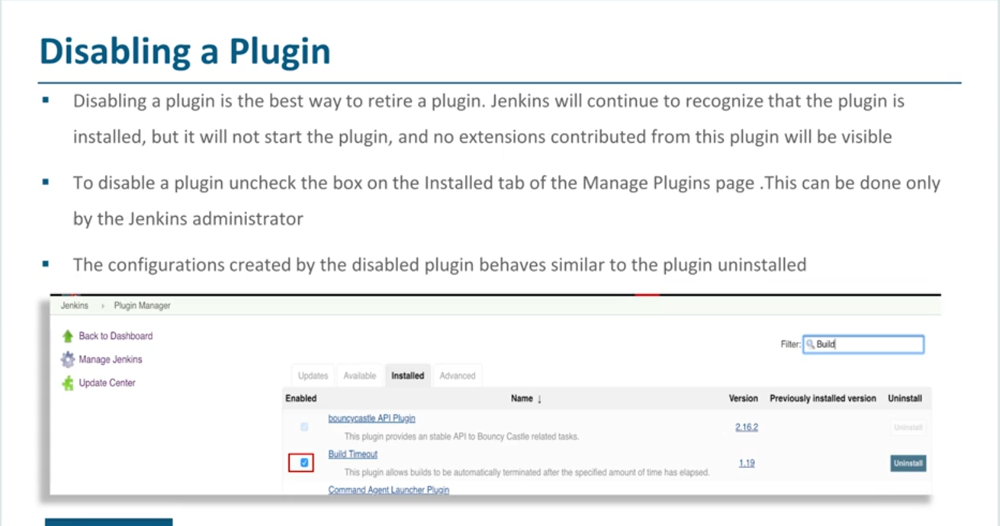 Disabling a Plugin
Disabling a plugin is the best way to retire a plugin. Jenkins will continue to recognize that the plugin is
installed, but it will not start the plugin, and no extensions contributed from this plugin will be visible
To disable a plugin uncheck the box on the Installed tab of the Manage Plugins page .This can be done only
by the Jenkins administrator
The configurations created by the disabled plugin behaves similar to the plugin uninstalled
Jenkins › Plugin Manager
Back to Dashboard
Manage Jenkins
Update Center
Filter: Build
Updates Available Installed Advanced
Enabled Name ↓ Version Previously installed version Uninstall
bouncycastle API Plugin
This plugin provides an stable API to Bouncy Castle related tasks.
2.16.2 Uninstall
Build Timeout
This plugin allows builds to be automatically terminated after the specified amount of time has elapsed.
1.19 Uninstall
Command Agent Launcher Plugin